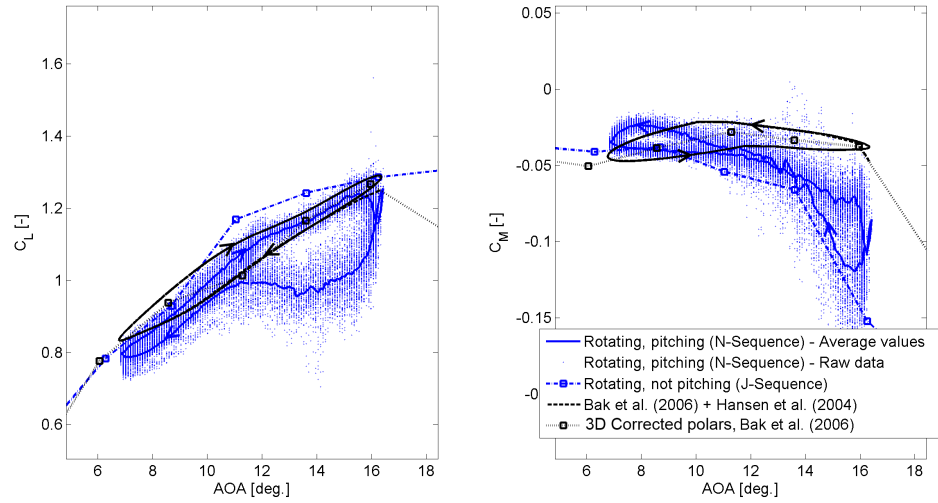 1.6
1.4
1.2
1
0.8
0.6
C_L [-]
6 8 10 12 14 16 18
AOA [deg.]
0.05
0
-0.05
-0.1
-0.15
-0
C_M [-]
Rotating, pitching (N-Sequence) - Average values
Rotating, pitching (N-Sequence) - Raw data
Rotating, not pitching (J-Sequence)
Bak et al. (2006) + Hansen et al. (2004)
3D Corrected polars, Bak et al. (2006)
6 8 10 12 14 16 18
AOA [deg.]